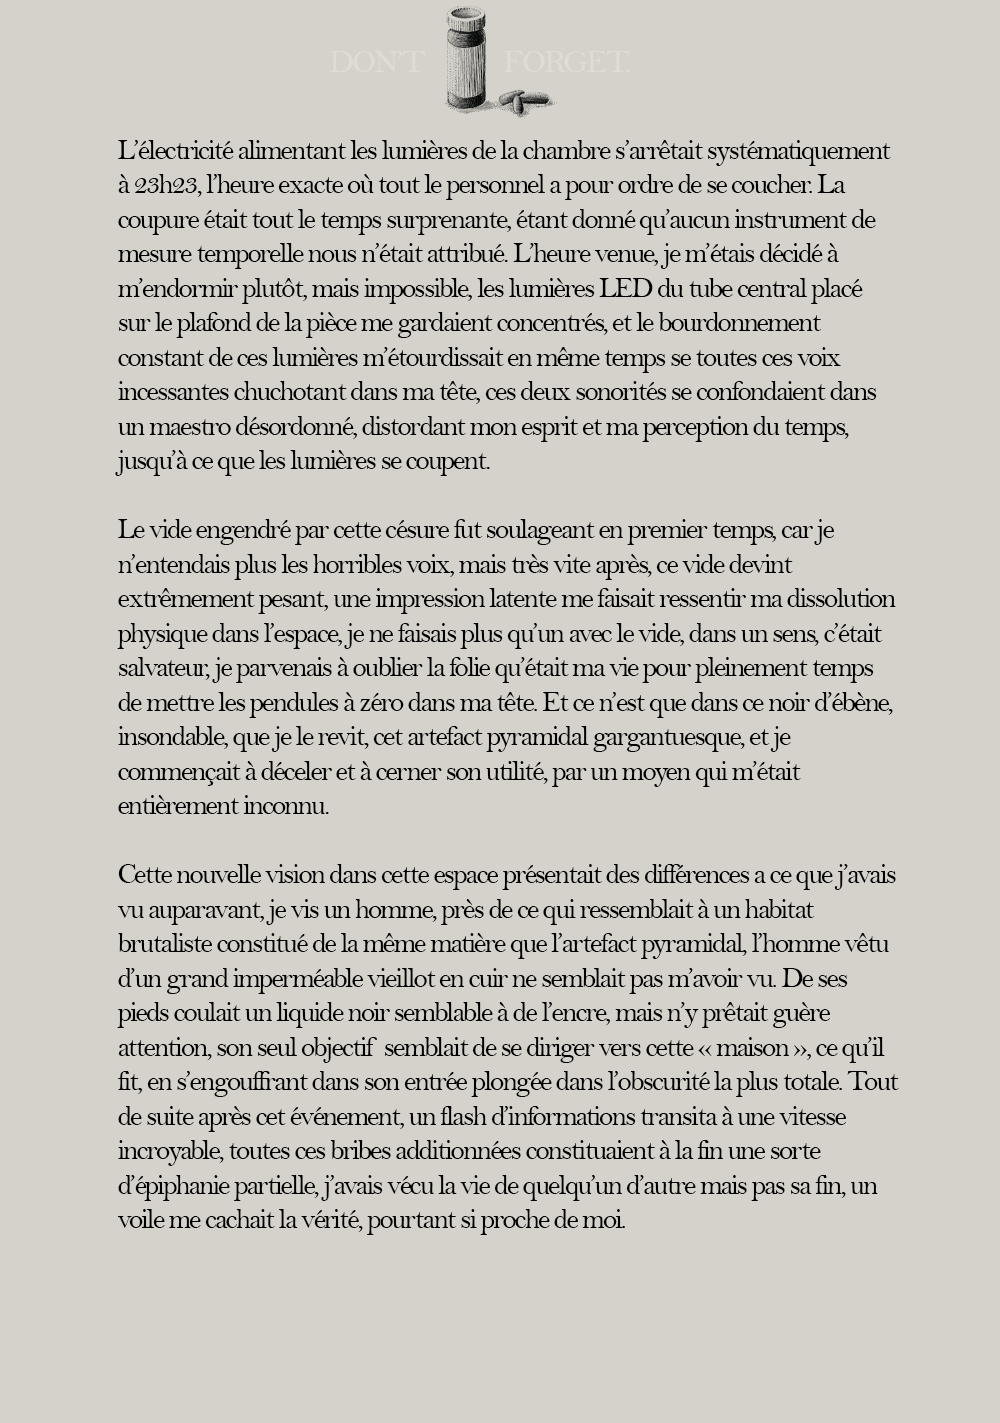 DON'T FORGET.
L’électricité alimentant les lumières de la chambre s’arrêtait systématiquement
à 23h23, l’heure exacte où tout le personnel a pour ordre de se coucher. La
coupure était tout le temps surprenante, étant donné qu’aucun instrument de
mesure temporelle nous n’était attribué. L’heure venue, je m’étais décidé à
m’endormir plutôt, mais impossible, les lumières LED du tube central placé
sur le plafond de la pièce me gardaient concentrés, et le bourdonnement
constant de ces lumières m’étourdissait en même temps se toutes ces voix
incessantes chuchotant dans ma tête, ces deux sonorités se confondaient dans
un maestro désordonné, distordant mon esprit et ma perception du temps,
jusqu’à ce que les lumières se coupent.
Le vide engendré par cette césure fut soulageant en premier temps, car je
n’entendais plus les horribles voix, mais très vite après, ce vide devint
extrêmement pesant, une impression latente me faisait ressentir ma dissolution
physique dans l’espace, je ne faisais plus qu’un avec le vide, dans un sens, c’était
salvateur, je parvenais à oublier la folie qu’était ma vie pour pleinement temps
de mettre les pendules à zéro dans ma tête. Et ce n’est que dans ce noir d’ébène,
insondable, que je le revit, cet artefact pyramidal gargantuesque, et je
commençait à déceler et à cerner son utilité, par un moyen qui m’était
entièrement inconnu.
Cette nouvelle vision dans cette espace présentait des différences a ce que j’avais
vu auparavant, je vis un homme, près de ce qui ressemblait à un habitat
brutaliste constitué de la même matière que l’artefact pyramidal, l’homme vêtu
d’un grand imperméable vieillot en cuir ne semblait pas m’avoir vu. De ses
pieds coulait un liquide noir semblable à de l’encre, mais n’y prêtait guère
attention, son seul objectif semblait de se diriger vers cette « maison », ce qu’il
fit, en s’engouffrant dans son entrée plongée dans l’obscurité la plus totale. Tout
de suite après cet événement, un flash d’informations transita à une vitesse
incroyable, toutes ces bribes additionnées constituaient à la fin une sorte
d’épiphanie partielle, j’avais vécu la vie de quelqu’un d’autre mais pas sa fin, un
voile me cachait la vérité, pourtant si proche de moi.